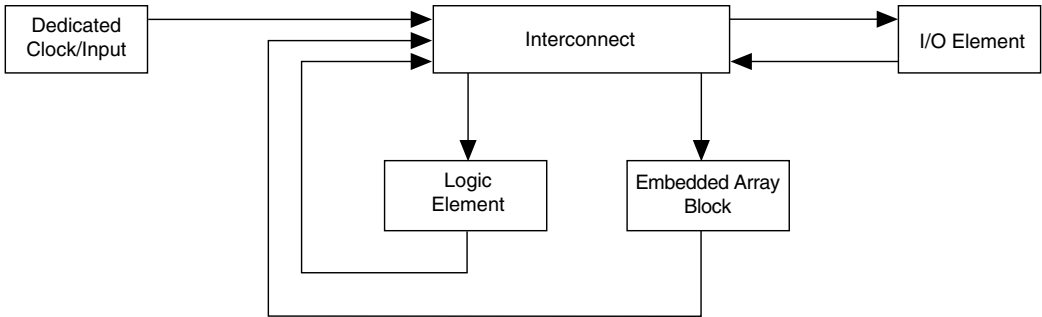 Dedicated
Clock/Input
Interconnect
I/O Element
Logic
Element
Embedded Array
Block